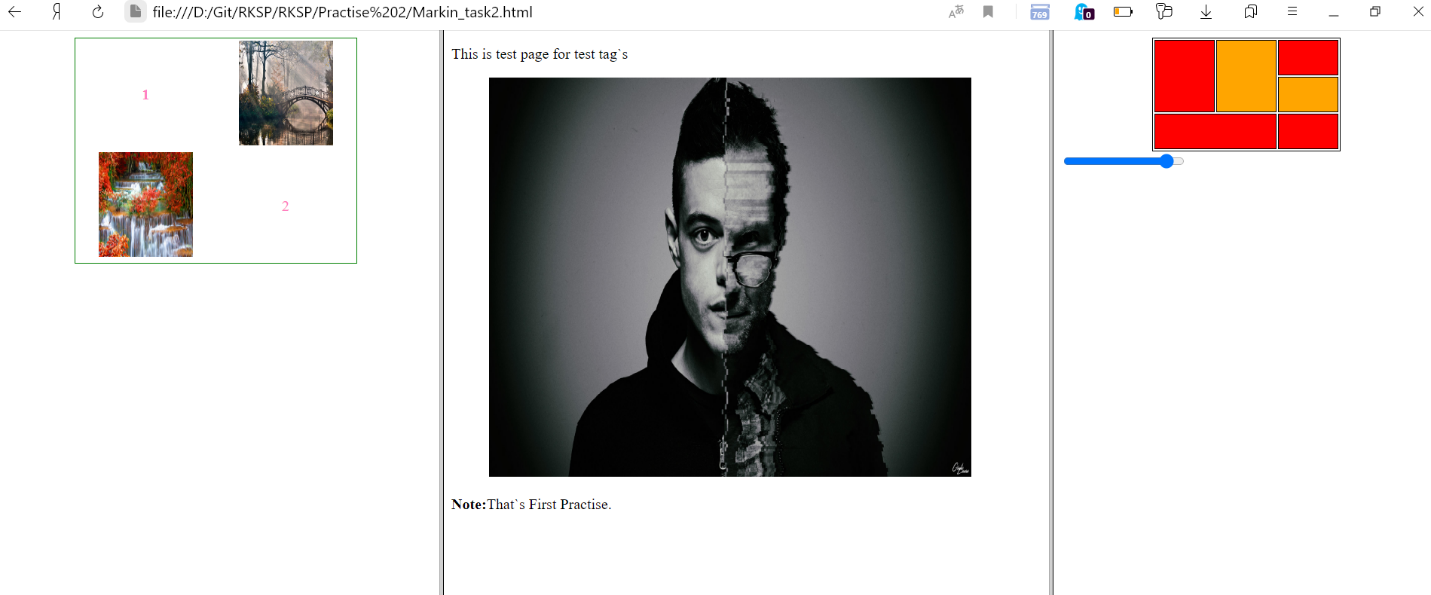 Я
file:///D:/Git/RKSP/RKSP/Practise%202/Markin_task2.html
769
0
1
2
This is test page for test tag`s
Note:That`s First Practise.